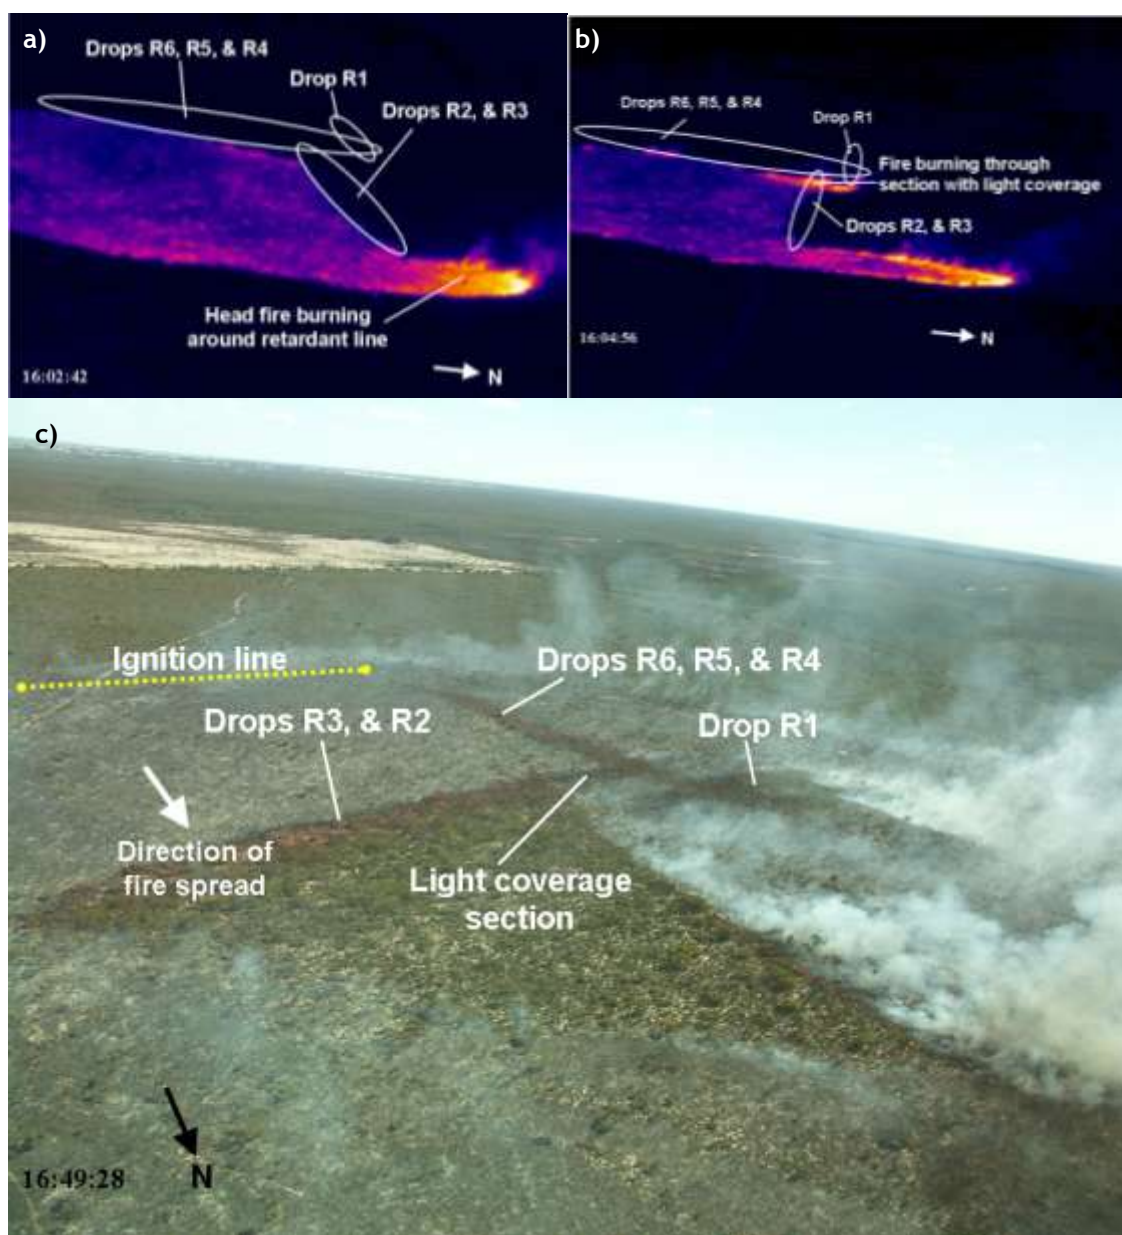 a)
Drops R6, R5, & R4
Drop R1
Drops R2, & R3
Head fire burning
around retardant line
N
16:02:42
b)
Drops R6, R5, & R4
Drop R1
Fire burning through
section with light coverage
Drops R2, & R3
N
16:04:56
c)
Ignition line
Drops R6, R5, & R4
Drops R3, & R2
Drop R1
Direction of
fire spread
Light coverage
section
N
16:49:28